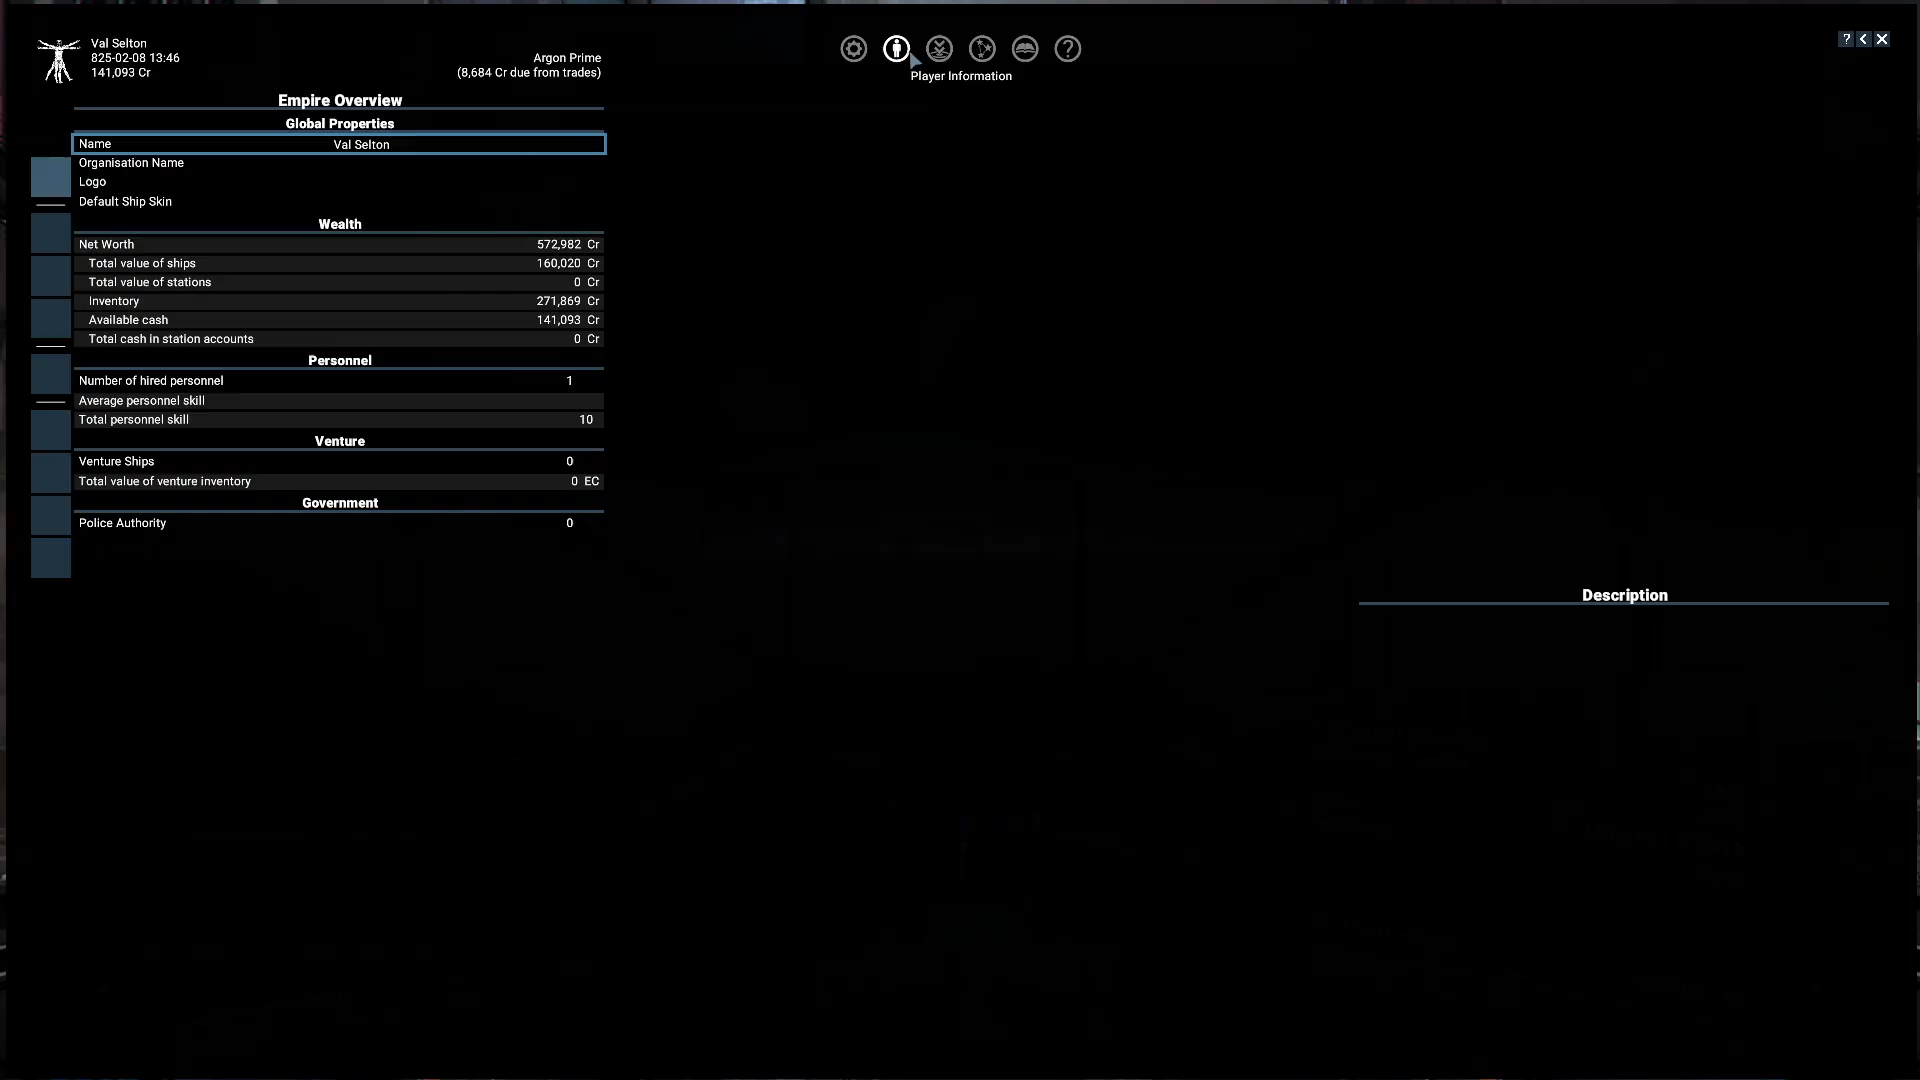 Val Selton
825-02-08 13:46
Argon Prime
141,093 Cr
(8,684 Cr due from trades)
?
Player Information
? < X
Empire Overview
Global Properties
Name Val Selton
Organisation Name
Logo
Default Ship Skin
Wealth
Net Worth 572,982 Cr
Total value of ships 160,020 Cr
Total value of stations 0 Cr
Inventory 271,869 Cr
Available cash 141,093 Cr
Total cash in station accounts 0 Cr
Personnel
Number of hired personnel 1
Average personnel skill
Total personnel skill 10
Venture
Venture Ships 0
Total value of venture inventory 0 EC
Government
Police Authority 0
Description